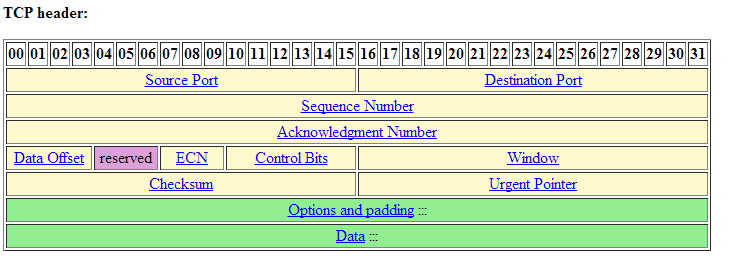 TCP header:
00 01 02 03 04 05 06 07 08 09 10 11 12 13 14 15 16 17 18 19 20 21 22 23 24 25 26 27 28 29 30 31
Source Port Destination Port
Sequence Number
Acknowledgment Number
Data Offset reserved ECN Control Bits Window
Checksum Urgent Pointer
Options and padding :::
Data :::